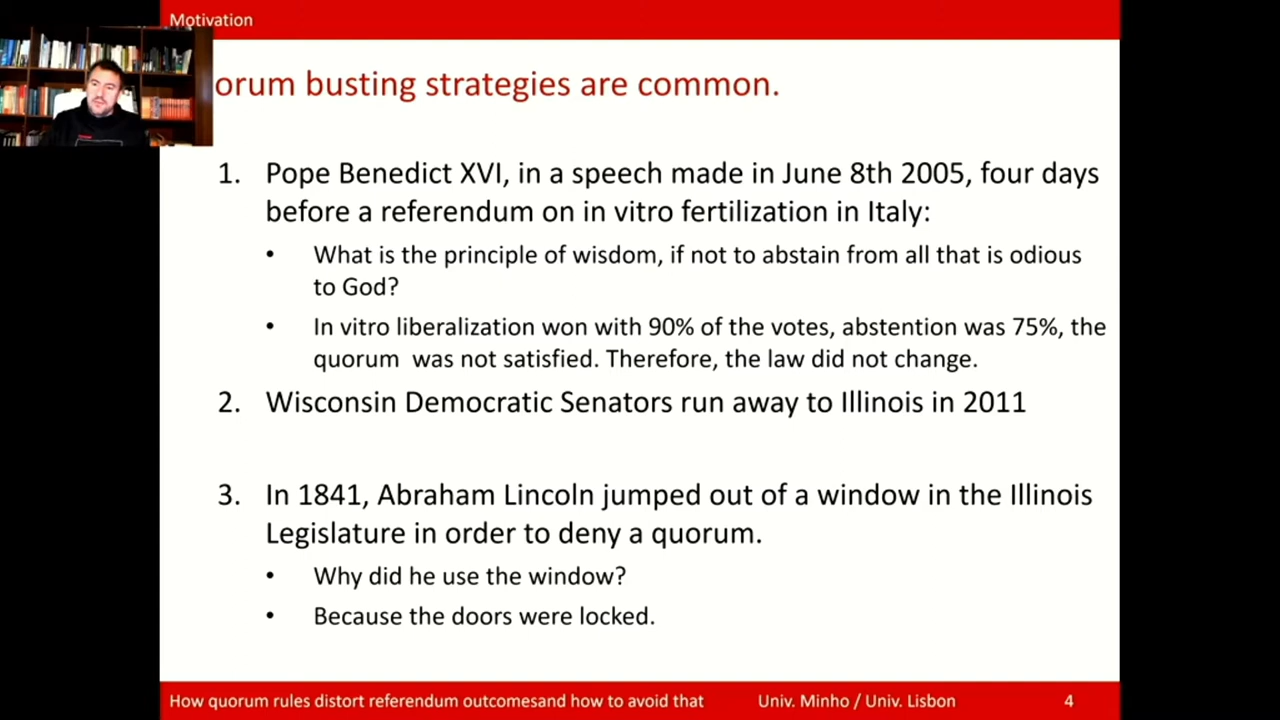 Motivation
orum busting strategies are common.
1. Pope Benedict XVI, in a speech made in June 8th 2005, four days
before a referendum on in vitro fertilization in Italy:
• What is the principle of wisdom, if not to abstain from all that is odious
to God?
• In vitro liberalization won with 90% of the votes, abstention was 75%, the
quorum was not satisfied. Therefore, the law did not change.
2. Wisconsin Democratic Senators run away to Illinois in 2011
3. In 1841, Abraham Lincoln jumped out of a window in the Illinois
Legislature in order to deny a quorum.
• Why did he use the window?
• Because the doors were locked.
How quorum rules distort referendum outcomesand how to avoid that Univ. Minho / Univ. Lisbon 4